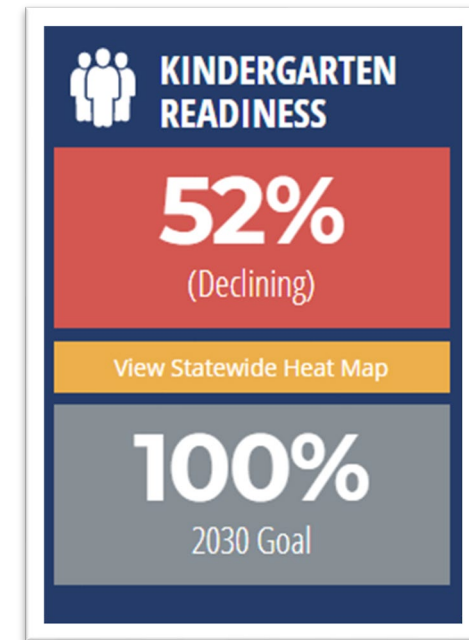 KINDERGARTEN
READINESS
52%
(Declining)
View Statewide Heat Map
100%
2030 Goal